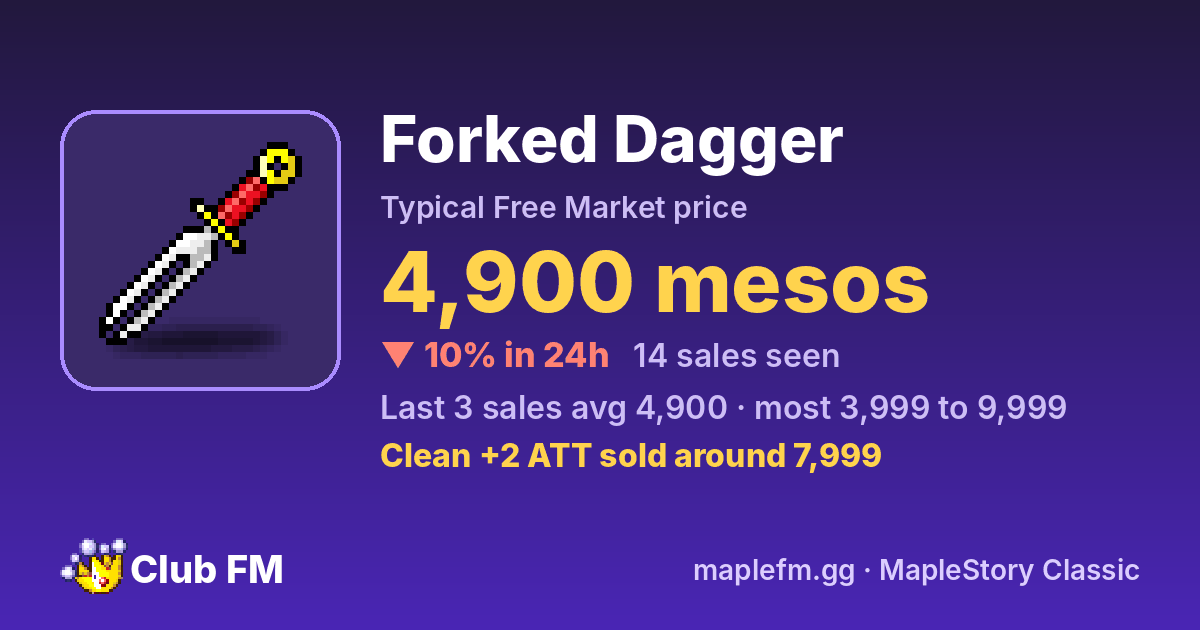 Forked Dagger
Typical Free Market price
4,900 mesos
▼ 10% in 24h 14 sales seen
Last 3 sales avg 4,900 · most 3,999 to 9,999
Clean +2 ATT sold around 7,999
Club FM
maplefm.gg · MapleStory Classic